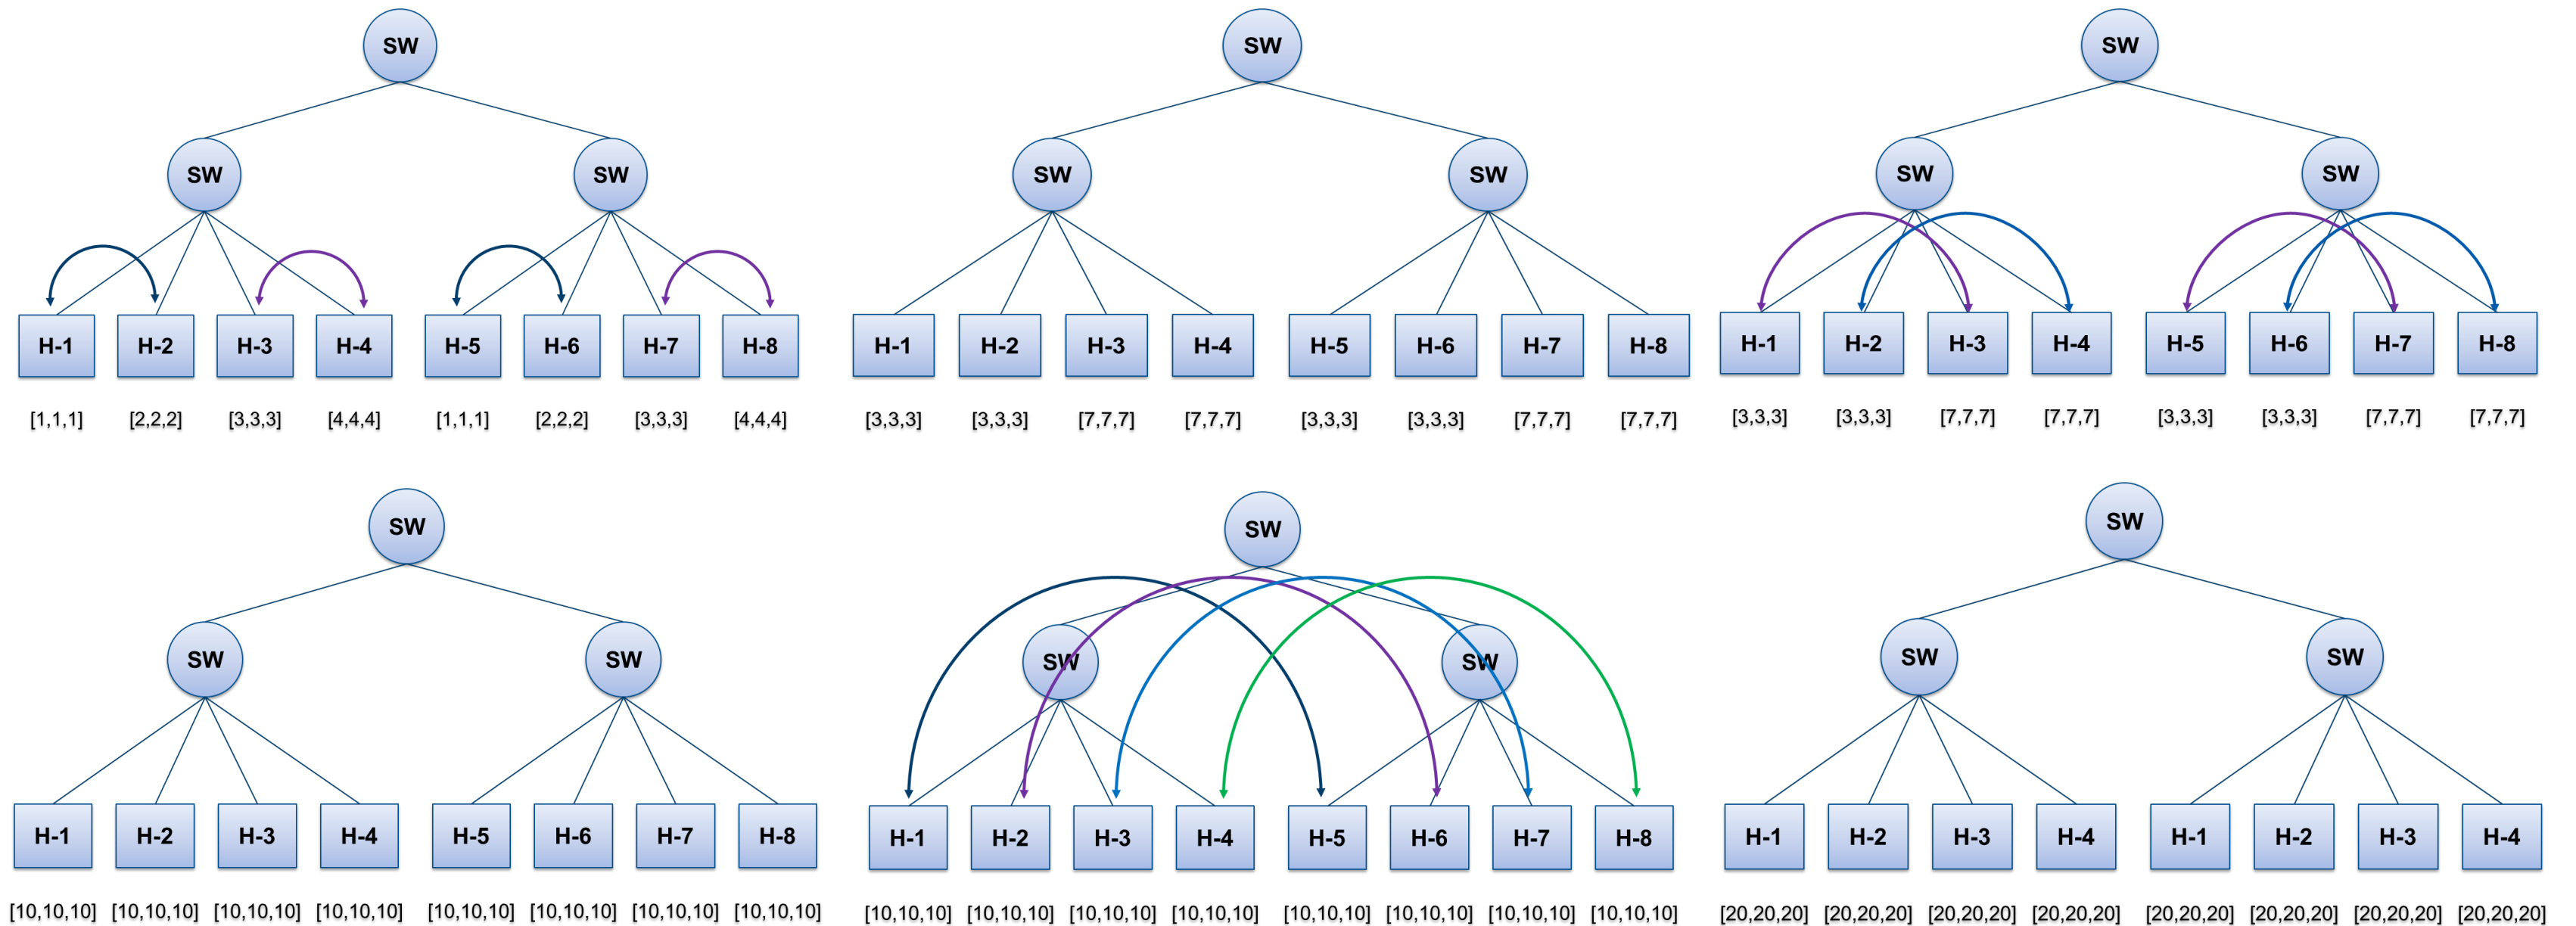 SW
SW SW
H-1 H-2 H-3 H-4 H-5 H-6 H-7 H-8
[1,1,1] [2,2,2] [3,3,3] [4,4,4] [1,1,1] [2,2,2] [3,3,3] [4,4,4]
SW
SW SW
H-1 H-2 H-3 H-4 H-5 H-6 H-7 H-8
[3,3,3] [3,3,3] [7,7,7] [7,7,7] [3,3,3] [3,3,3] [7,7,7] [7,7,7]
SW
SW SW
H-1 H-2 H-3 H-4 H-5 H-6 H-7 H-8
[3,3,3] [3,3,3] [7,7,7] [7,7,7] [3,3,3] [3,3,3] [7,7,7] [7,7,7]
SW
SW SW
H-1 H-2 H-3 H-4 H-5 H-6 H-7 H-8
[10,10,10] [10,10,10] [10,10,10] [10,10,10] [10,10,10] [10,10,10] [10,10,10] [10,10,10]
SW
SW SW
H-1 H-2 H-3 H-4 H-5 H-6 H-7 H-8
[10,10,10] [10,10,10] [10,10,10] [10,10,10] [10,10,10] [10,10,10] [10,10,10] [10,10,10]
SW
SW SW
H-1 H-2 H-3 H-4 H-1 H-2 H-3 H-4
[20,20,20] [20,20,20] [20,20,20] [20,20,20] [20,20,20] [20,20,20] [20,20,20] [20,20,20]